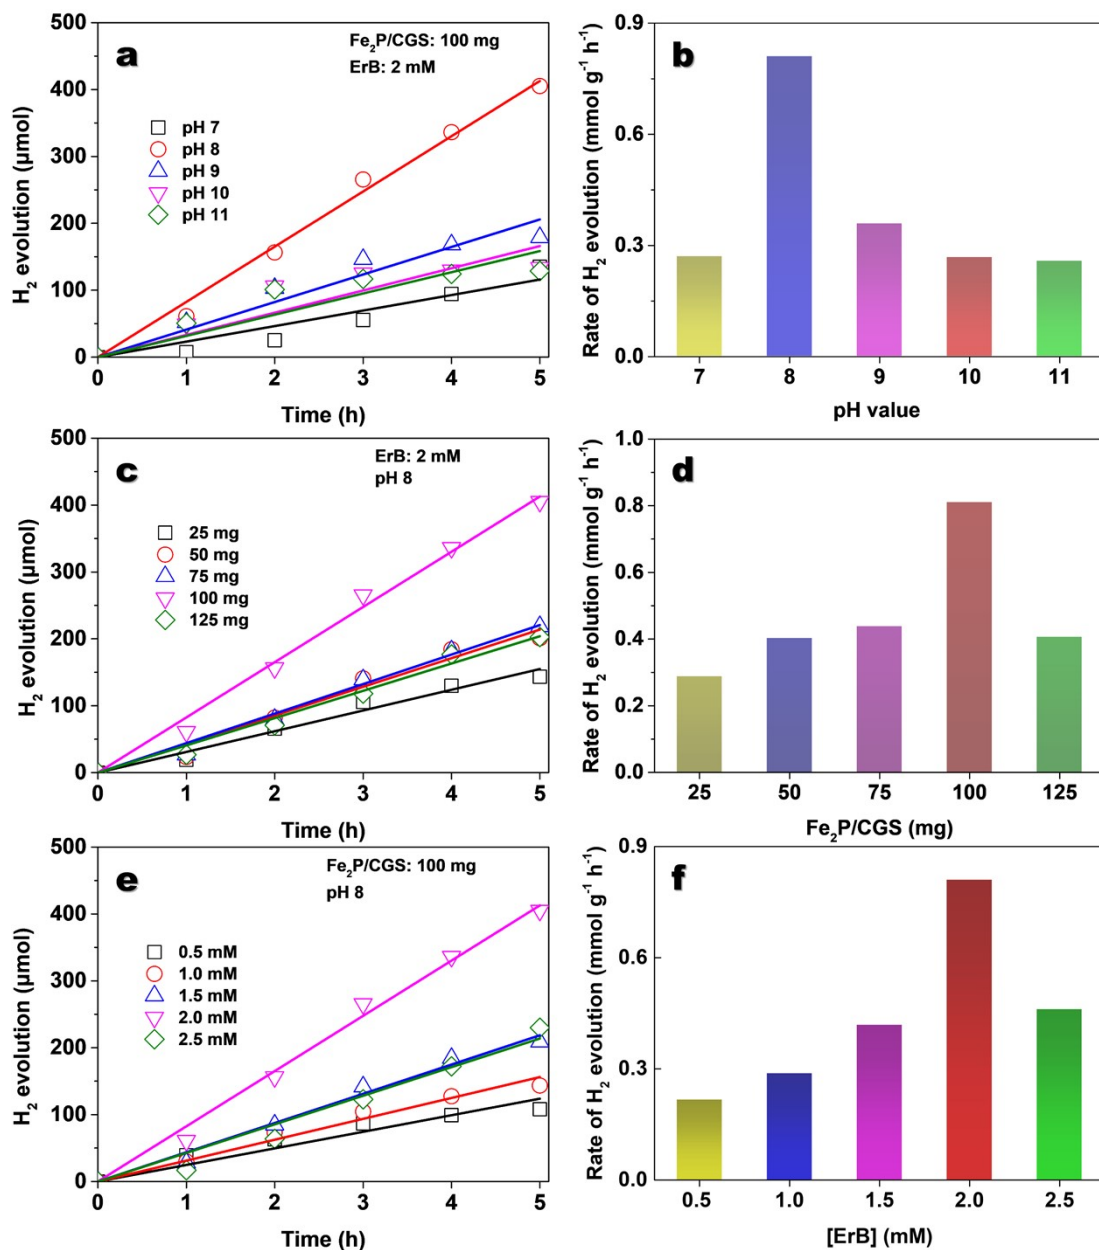 a
Fe₂P/CGS: 100 mg
ErB: 2 mM
pH 7
pH 8
pH 9
pH 10
pH 11
H₂ evolution (μmol)
500
400
300
200
100
0
0 1 2 3 4 5
Time (h)
b
Rate of H₂ evolution (mmol g⁻¹ h⁻¹)
0.9
0.6
0.3
0.0
7 8 9 10 11
pH value
c
ErB: 2 mM
pH 8
25 mg
50 mg
75 mg
100 mg
125 mg
H₂ evolution (μmol)
500
400
300
200
100
0
0 1 2 3 4 5
Time (h)
d
Rate of H₂ evolution (mmol g⁻¹ h⁻¹)
1.0
0.8
0.6
0.4
0.2
0.0
25 50 75 100 125
Fe₂P/CGS (mg)
e
Fe₂P/CGS: 100 mg
pH 8
0.5 mM
1.0 mM
1.5 mM
2.0 mM
2.5 mM
H₂ evolution (μmol)
500
400
300
200
100
0
0 1 2 3 4 5
Time (h)
f
Rate of H₂ evolution (mmol g⁻¹ h⁻¹)
0.9
0.6
0.3
0.0
0.5 1.0 1.5 2.0 2.5
[ErB] (mM)